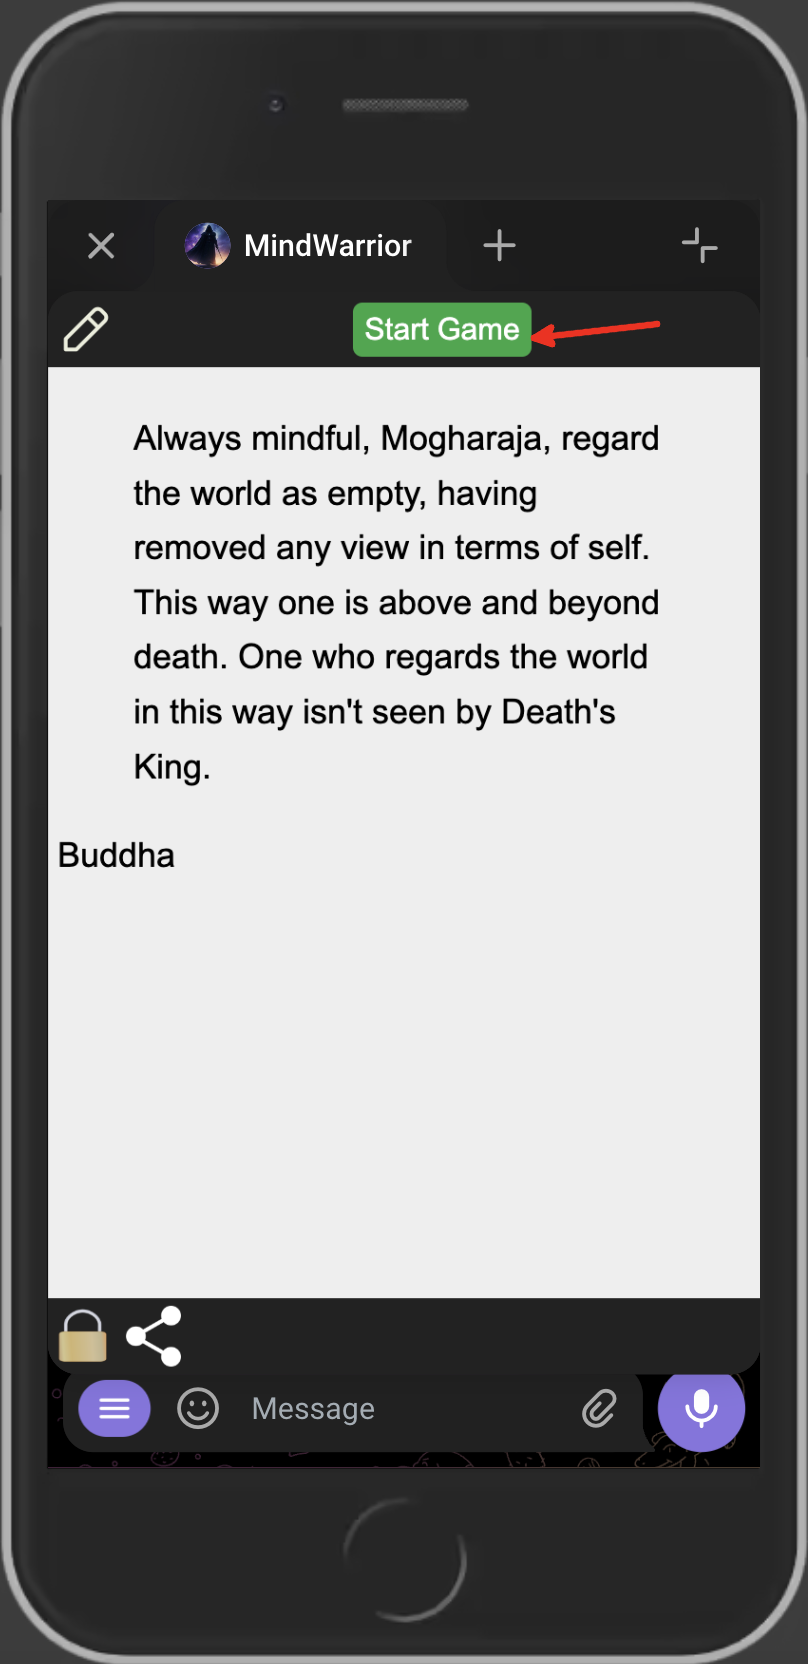 MindWarrior
Start Game
Always mindful, Mogharaja, regard
the world as empty, having
removed any view in terms of self.
This way one is above and beyond
death. One who regards the world
in this way isn't seen by Death's
King.
Buddha
Message